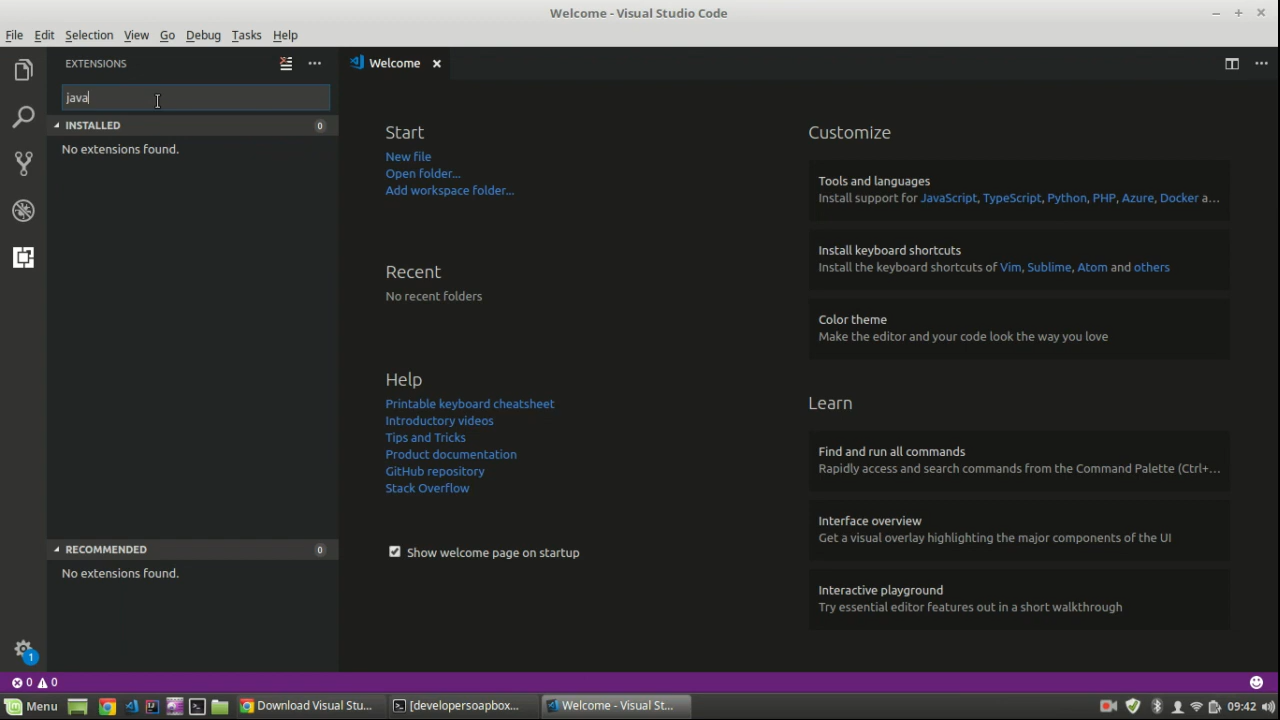 Welcome - Visual Studio Code
File Edit Selection View Go Debug Tasks Help
EXTENSIONS
java
INSTALLED 0
No extensions found.
RECOMMENDED 0
No extensions found.
1
Welcome
Start
New file
Open folder...
Add workspace folder...
Recent
No recent folders
Help
Printable keyboard cheatsheet
Introductory videos
Tips and Tricks
Product documentation
GitHub repository
Stack Overflow
Show welcome page on startup
Customize
Tools and languages
Install support for JavaScript, TypeScript, Python, PHP, Azure, Docker a...
Install keyboard shortcuts
Install the keyboard shortcuts of Vim, Sublime, Atom and others
Color theme
Make the editor and your code look the way you love
Learn
Find and run all commands
Rapidly access and search commands from the Command Palette (Ctrl+...
Interface overview
Get a visual overlay highlighting the major components of the UI
Interactive playground
Try essential editor features out in a short walkthrough
0 0
Menu Download Visual Stu... [developersoapbox... Welcome - Visual St... 09:42